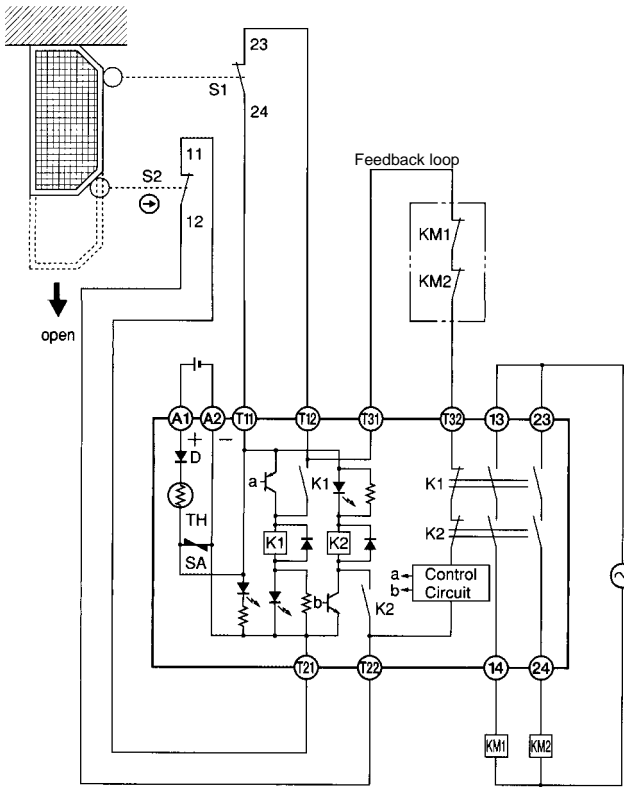 23
S1
24
11
S2
12
open
Feedback loop
KM1
KM2
A1
A2
T11
T12
T31
T32
13
23
+
−
D
a
K1
K1
TH
K1
K2
K2
SA
a
b
Control
Circuit
b
K2
T21
T22
14
24
KM1
KM2